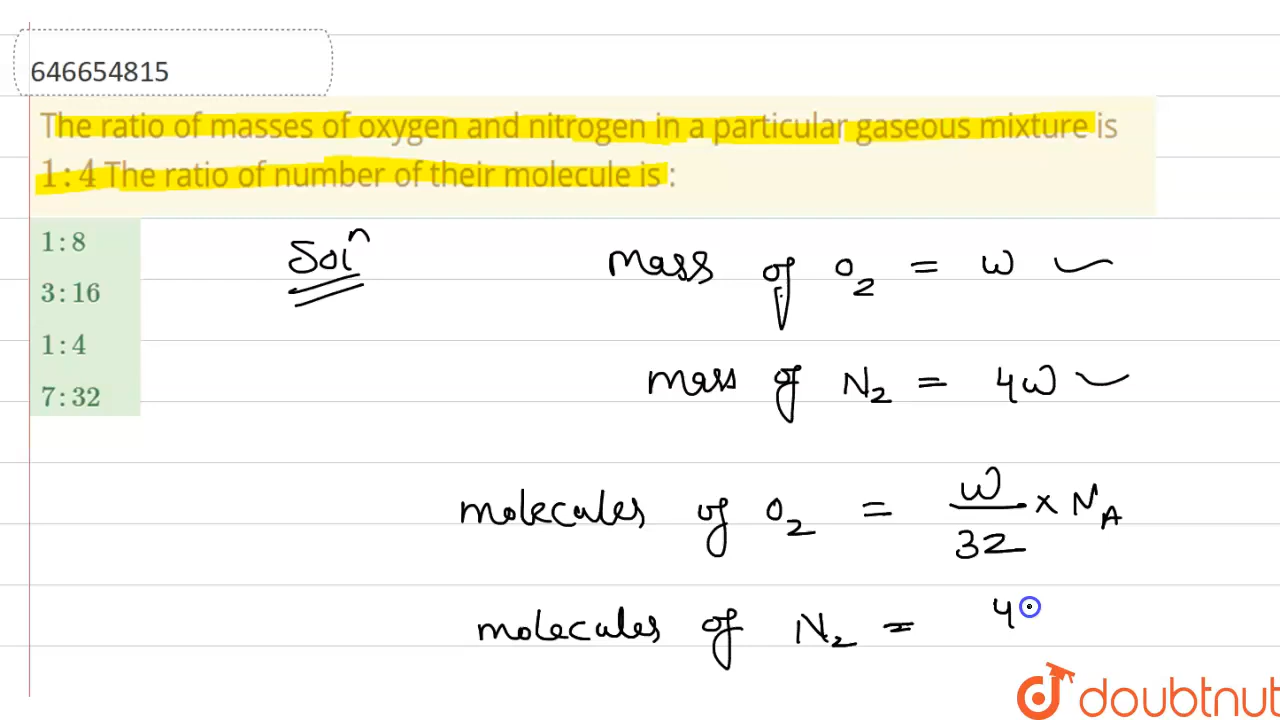 646654815
The ratio of masses of oxygen and nitrogen in a particular gaseous mixture is
1 : 4 The ratio of number of their molecule is :
1 : 8
3 : 16
1 : 4
7 : 32
Solⁿ
mass of O₂ = w
mass of N₂ = 4w
molecules of O₂ = w/32 × N_A
molecules of N₂ = 4
doubtnut